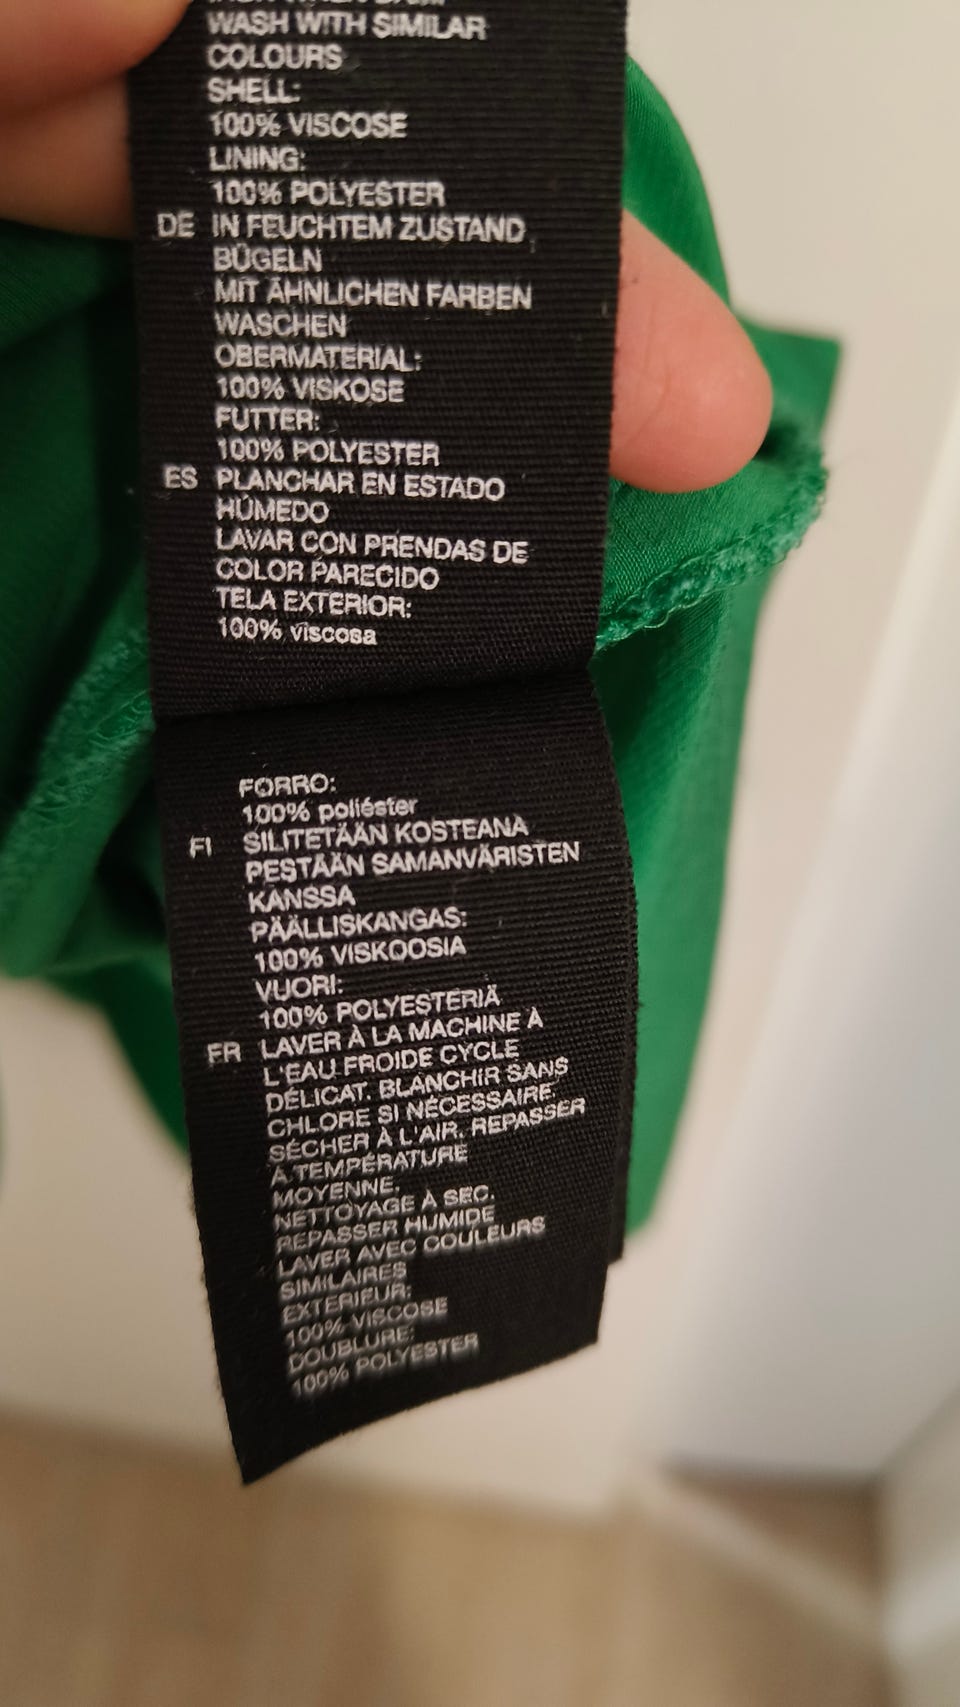 WASH WITH SIMILAR
COLOURS
SHELL:
100% VISCOSE
LINING:
100% POLYESTER
DE IN FEUCHTEM ZUSTAND
BÜGELN
MIT ÄHNLICHEN FARBEN
WASCHEN
OBERMATERIAL:
100% VISKOSE
FUTTER:
100% POLYESTER
ES PLANCHAR EN ESTADO
HÚMEDO
LAVAR CON PRENDAS DE
COLOR PARECIDO
TELA EXTERIOR:
100% viscosa
FORRO:
100% poliéster
FI SILITETÄÄN KOSTEANA
PESTÄÄN SAMANVÄRISTEN
KANSSA
PÄÄLLISKANGAS:
100% VISKOOSIA
VUORI:
100% POLYESTERIÄ
FR LAVER À LA MACHINE À
L'EAU FROIDE CYCLE
DÉLICAT. BLANCHIR SANS
CHLORE SI NÉCESSAIRE.
SÉCHER À L'AIR. REPASSER
À TEMPÉRATURE
MOYENNE.
NETTOYAGE À SEC.
REPASSER HUMIDE
LAVER AVEC COULEURS
SIMILAIRES
EXTERIEUR:
100% VISCOSE
DOUBLURE:
100% POLYESTER